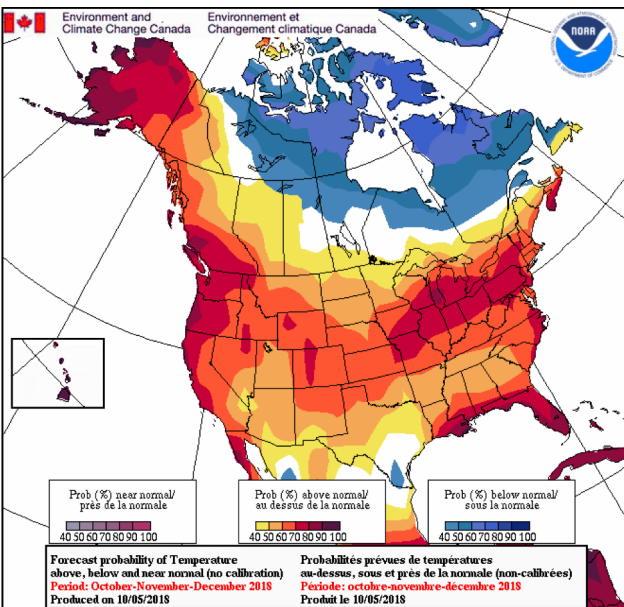 Environment and
Climate Change Canada
Environnement et
Changement climatique Canada
NOAA
Prob (%) near normal/
près de la normale
40 50 60 70 80 90 100
Prob (%) above normal/
au dessus de la normale
40 50 60 70 80 90 100
Prob (%) below normal/
sous la normale
40 50 60 70 80 90 100
Forecast probability of Temperature
above, below and near normal (no calibration)
Period: October-November-December 2018
Produced on 10/05/2018
Probabilités prévues de températures
au-dessus, sous et près de la normale (non-calibrées)
Période: octobre-novembre-décembre 2018
Produit le 10/05/2018